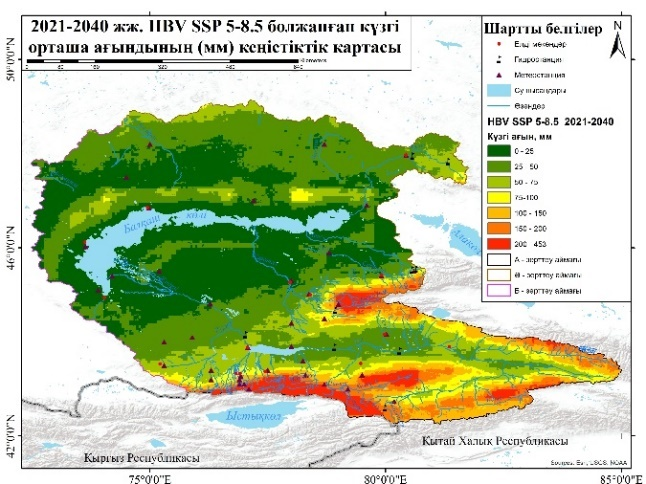 2021-2040 жж. HBV SSP 5-8.5 болжанған күзгі
орташа ағындының (мм) кеңістіктік картасы
Шартты белгілер
Елді мекендер
Гидростанция
Метеостанция
Су нысандары
Өзендер
HBV SSP 5-8.5 2021-2040
Күзгі ағын, мм
0 - 25
25 - 50
50 - 75
75-100
100 - 150
150 - 200
200 - 453
А - зерттеу аймағы
Ә - зерттеу аймағы
Б - зерттеу аймағы
50°0'0"N
46°0'0"N
42°0'0"N
N
Балқаш көл
Алакөл
Ыстықкөл
Қырғыз Республикасы
Қытай Халық Республикасы
Sources: Esri, USGS, NOAA
75°0'0"E
80°0'0"E
85°0'0"E